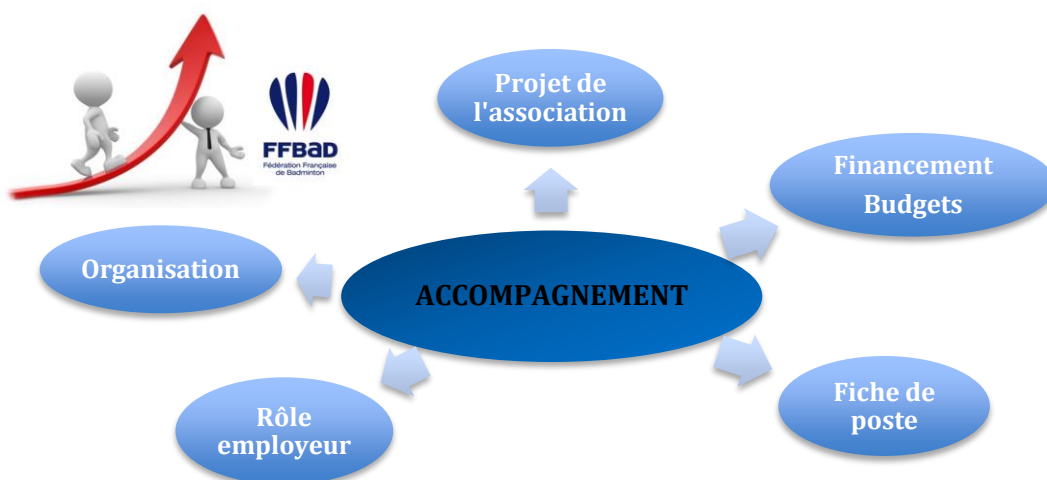 FFBaD
Fédération Française
de Badminton
Projet de
l'association
Financement
Budgets
Organisation
ACCOMPAGNEMENT
Rôle
employeur
Fiche de
poste